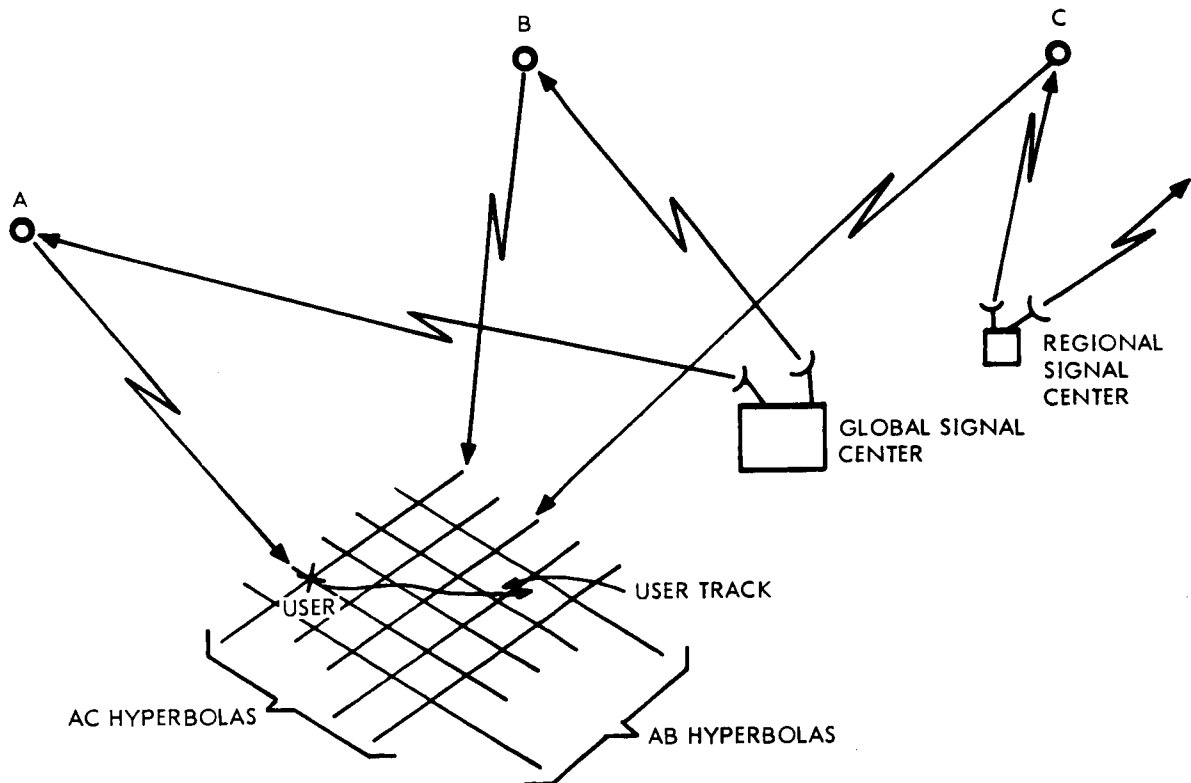 B
C
A
REGIONAL
SIGNAL
CENTER
GLOBAL SIGNAL
CENTER
USER
USER TRACK
AC HYPERBOLAS
AB HYPERBOLAS